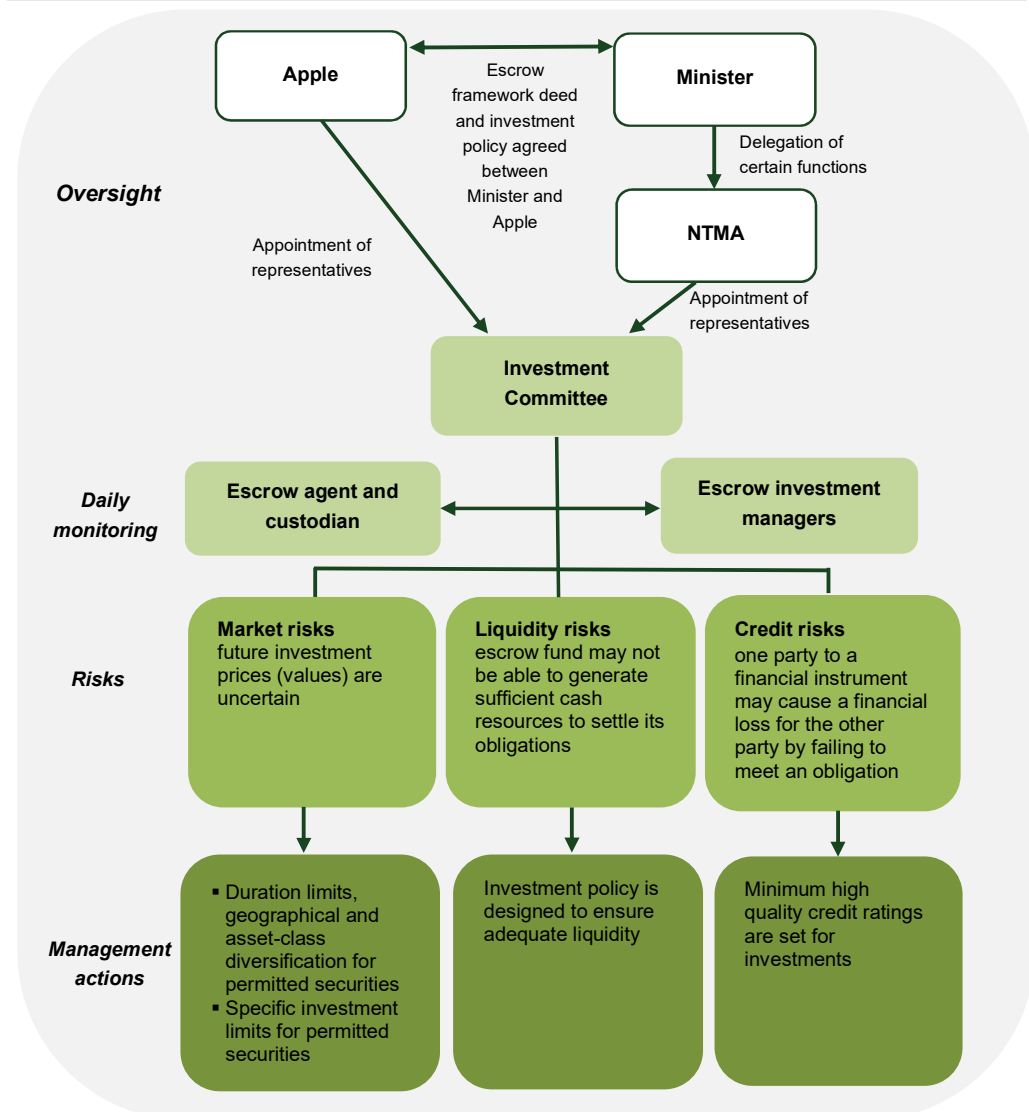 Apple
Escrow
framework deed
and investment
policy agreed
between
Minister and
Apple
Minister
Delegation of
certain functions
Oversight
NTMA
Appointment of
representatives
Appointment of
representatives
Investment
Committee
Daily
monitoring
Escrow agent and
custodian
Escrow investment
managers
Risks
Market risks
future investment
prices (values) are
uncertain
Liquidity risks
escrow fund may not
be able to generate
sufficient cash
resources to settle its
obligations
Credit risks
one party to a
financial instrument
may cause a financial
loss for the other
party by failing to
meet an obligation
Management
actions
▪ Duration limits,
geographical and
asset-class
diversification for
permitted securities
▪ Specific investment
limits for permitted
securities
Investment policy is
designed to ensure
adequate liquidity
Minimum high
quality credit ratings
are set for
investments